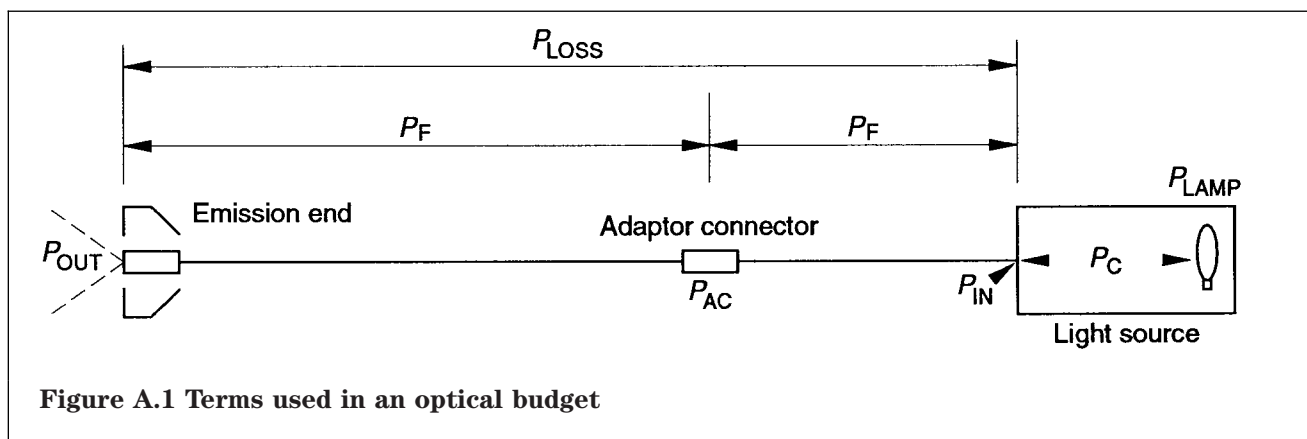 P_LOSS
P_F P_F
P_LAMP
Emission end
Adaptor connector
P_OUT P_C
P_IN
P_AC
Light source
Figure A.1 Terms used in an optical budget